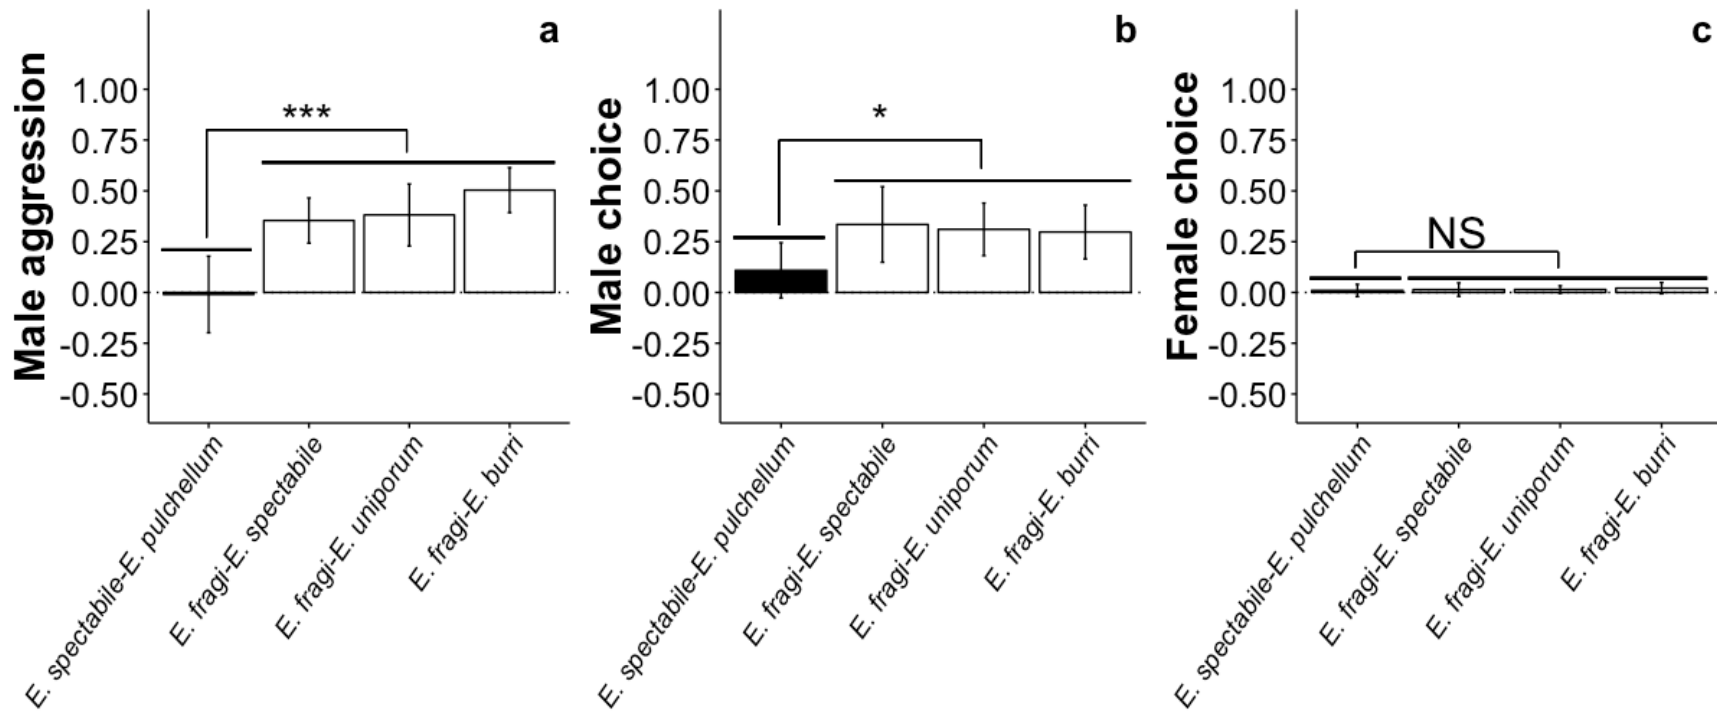 a
Male aggression
1.00
0.75
0.50
0.25
0.00
-0.25
-0.50
***
E. spectabile-E. pulchellum
E. fragi-E. spectabile
E. fragi-E. uniporum
E. fragi-E. burri
b
Male choice
1.00
0.75
0.50
0.25
0.00
-0.25
-0.50
*
E. spectabile-E. pulchellum
E. fragi-E. spectabile
E. fragi-E. uniporum
E. fragi-E. burri
c
Female choice
1.00
0.75
0.50
0.25
0.00
-0.25
-0.50
NS
E. spectabile-E. pulchellum
E. fragi-E. spectabile
E. fragi-E. uniporum
E. fragi-E. burri